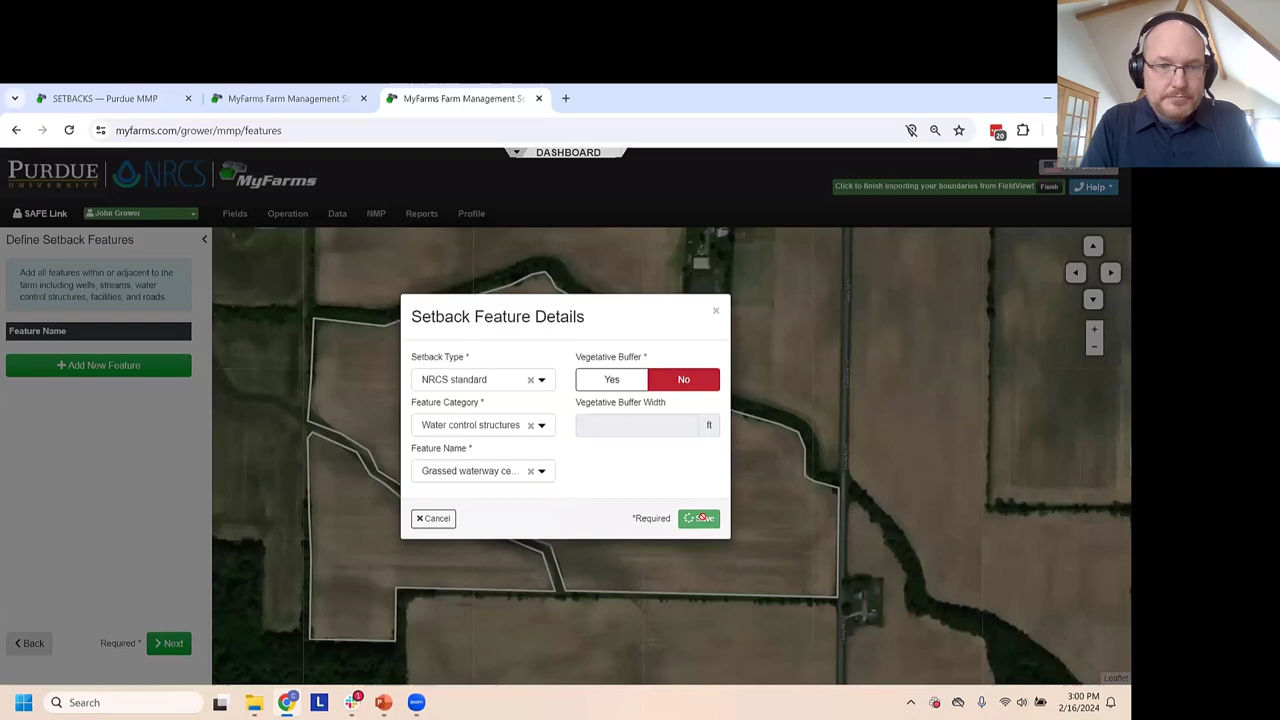 SETBACKS — Purdue MMP
MyFarms Farm Management Sc
MyFarms Farm Management Sc
myfarms.com/grower/mmp/features
20
DASHBOARD
PURDUE
UNIVERSITY
NRCS
MyFarms
Click to finish importing your boundaries from FieldView!
Finish
Help
SAFE Link
John Grower
Fields
Operation
Data
NMP
Reports
Profile
Define Setback Features
Add all features within or adjacent to the
farm including wells, streams, water
control structures, facilities, and roads.
Feature Name
+ Add New Feature
Back
Required *
Next
Setback Feature Details
×
Setback Type *
NRCS standard
Feature Category *
Water control structures
Feature Name *
Grassed waterway ce...
Vegetative Buffer *
Yes
No
Vegetative Buffer Width
ft
Cancel
*Required
Save
+
−
Leaflet
Search
L
1
3:00 PM
2/16/2024